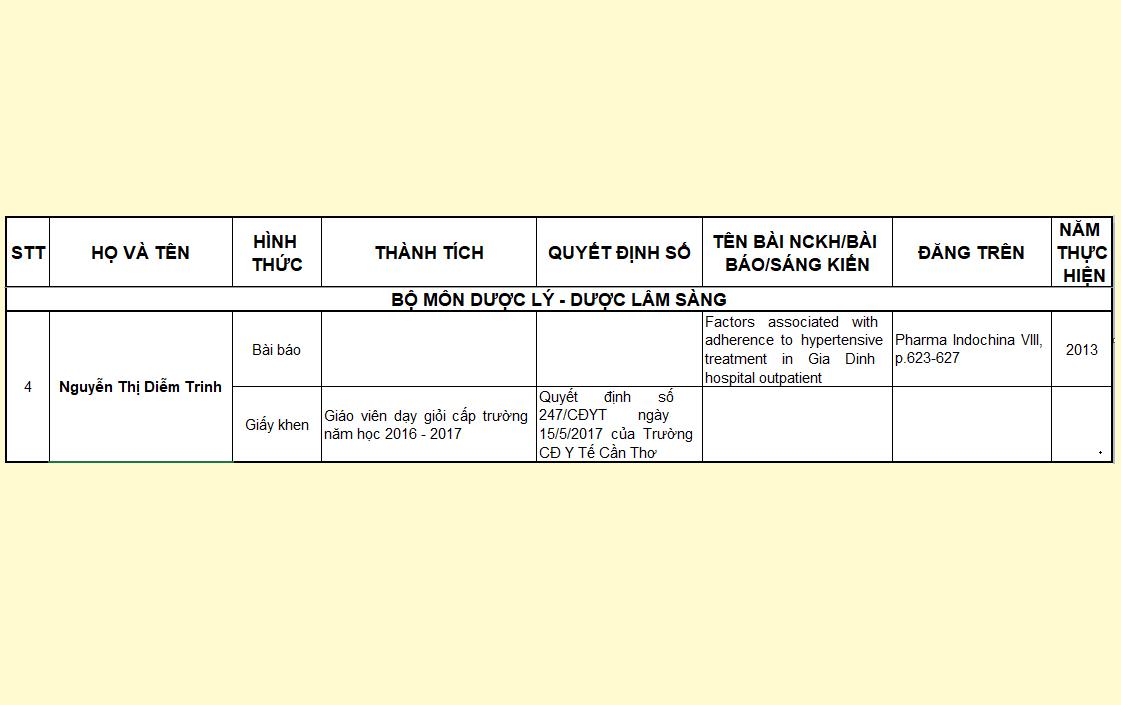 STT
HỌ VÀ TÊN
HÌNH
THỨC
THÀNH TÍCH
QUYẾT ĐỊNH SỐ
TÊN BÀI NCKH/BÀI
BÁO/SÁNG KIẾN
ĐĂNG TRÊN
NĂM
THỰC
HIỆN
BỘ MÔN DƯỢC LÝ - DƯỢC LÂM SÀNG
4
Nguyễn Thị Diễm Trinh
Bài báo
Factors associated with
adherence to hypertensive
treatment in Gia Dinh
hospital outpatient
Pharma Indochina VIII,
p.623-627
2013
Giấy khen
Giáo viên dạy giỏi cấp trường
năm học 2016 - 2017
Quyết định số
247/CĐYT ngày
15/5/2017 của Trường
CĐ Y Tế Cần Thơ